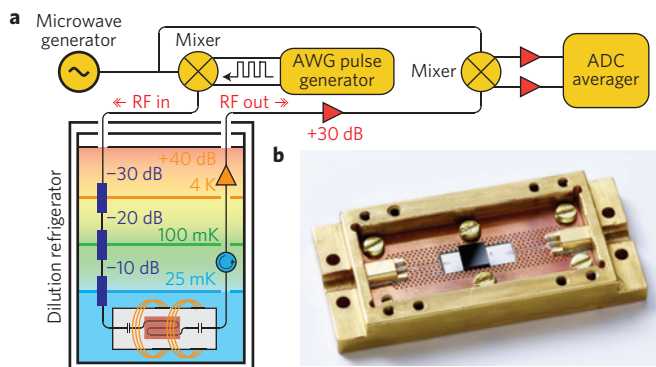 a
Microwave
generator
Mixer
AWG pulse
generator
Mixer
ADC
averager
← RF in
RF out →
+30 dB
Dilution refrigerator
+40 dB
−30 dB
4 K
−20 dB
100 mK
−10 dB
25 mK
b